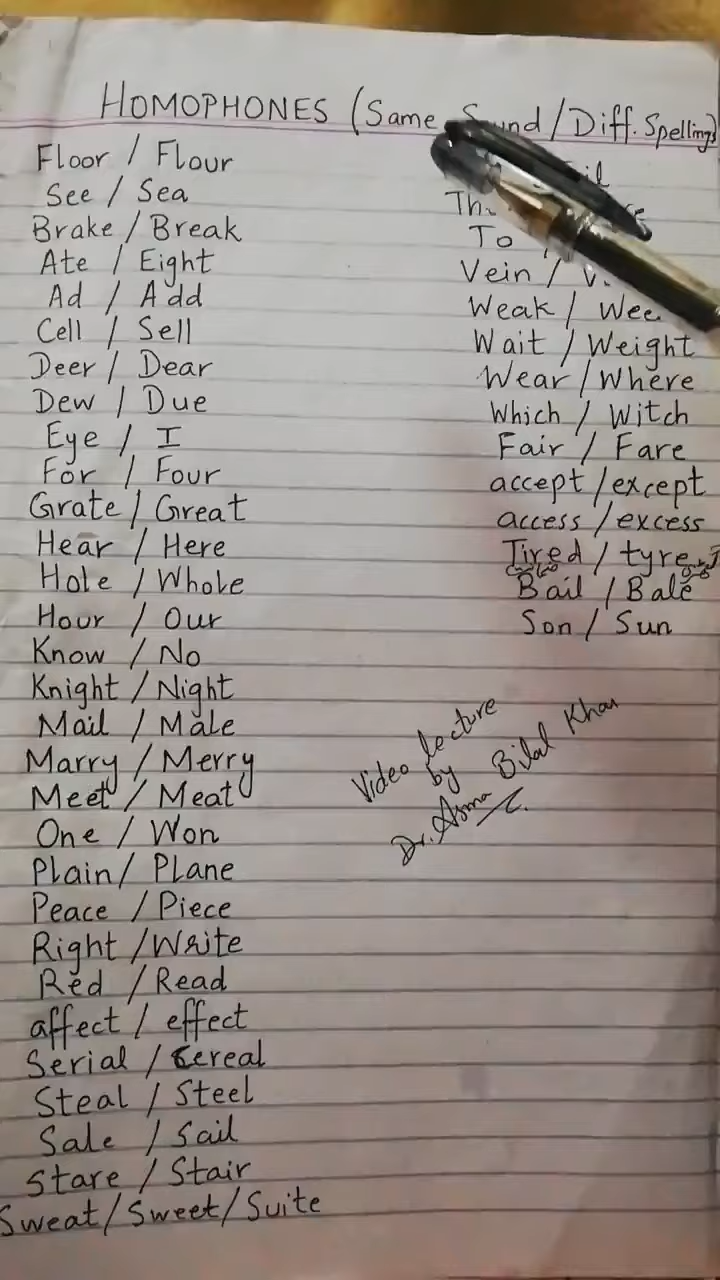 HOMOPHONES (Same Sound/Diff. Spellings)
Floor / Flour
See / Sea
Brake / Break
Ate / Eight
Ad / Add
Cell / Sell
Deer / Dear
Dew / Due
Eye / I
For / Four
Grate / Great
Hear / Here
Hole / Whole
Hour / Our
Know / No
Knight / Night
Mail / Male
Marry / Merry
Meet / Meat
One / Won
Plain / Plane
Peace / Piece
Right / Write
Red / Read
affect / effect
Serial / Cereal
Steal / Steel
Sale / Sail
Stare / Stair
Sweat/Sweet/Suite
To /
Vein /
Weak /
Wait / Weight
Wear / Where
Which / Witch
Fair / Fare
accept / except
access / excess
Tired / tyre
Bail / Bale
Son / Sun
Video lecture
by
Dr. Asma Bilal Khan